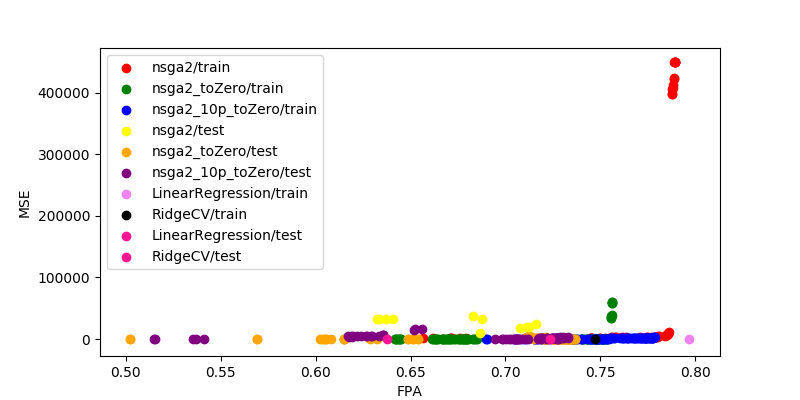 nsga2/train
nsga2_toZero/train
nsga2_10p_toZero/train
nsga2/test
nsga2_toZero/test
nsga2_10p_toZero/test
LinearRegression/train
RidgeCV/train
LinearRegression/test
RidgeCV/test
MSE
400000
300000
200000
100000
0
0.50 0.55 0.60 0.65 0.70 0.75 0.80
FPA